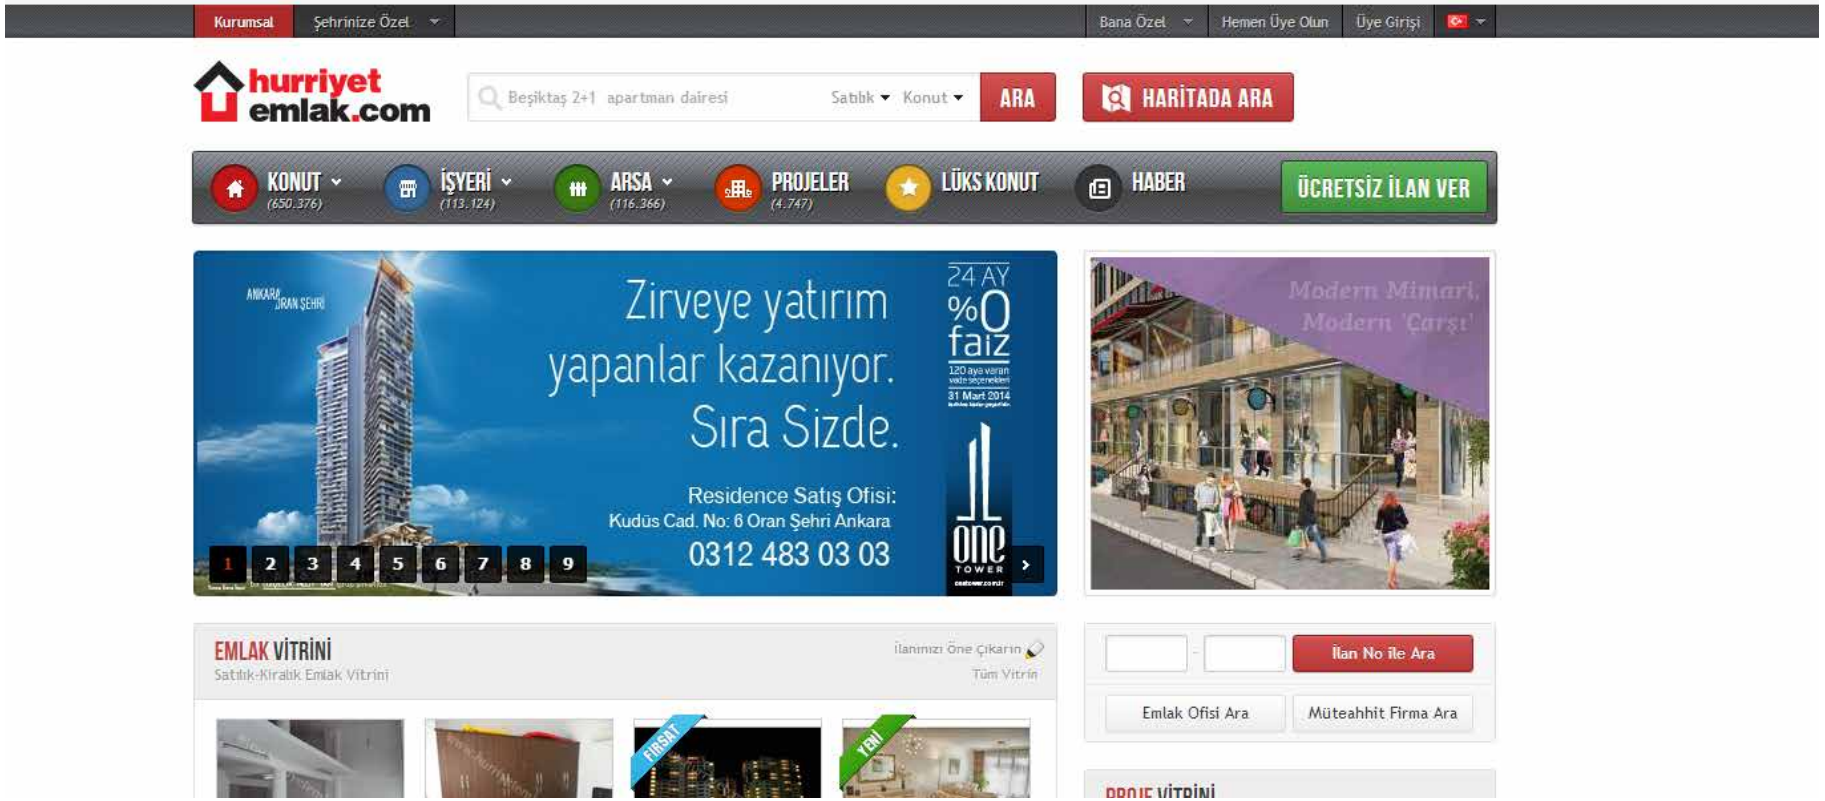 Kurumsal
Şehrinize Özel
Bana Özel
Hemen Üye Olun
Üye Girişi
hurriyet
emlak.com
Beşiktaş 2+1 apartman dairesi
Satılık
Konut
ARA
HARİTADA ARA
KONUT
(650.376)
İŞYERİ
(113.124)
ARSA
(116.366)
PROJELER
(4.747)
LÜKS KONUT
HABER
ÜCRETSİZ İLAN VER
ANKARA
ORAN ŞEHRİ
Zirveye yatırım
yapanlar kazanıyor.
Sıra Sizde.
Residence Satış Ofisi:
Kudüs Cad. No: 6 Oran Şehri Ankara
0312 483 03 03
24 AY
%0
faiz
120 aya varan
vade seçenekleri
31 Mart 2014
one
TOWER
onetower.com.tr
1 2 3 4 5 6 7 8 9
Modern Mimari,
Modern 'Çarşı'
EMLAK VİTRİNİ
Satılık-Kiralık Emlak Vitrini
İlanınızı Öne Çıkarın
Tüm Vitrin
FIRSAT
YENİ
-
İlan No ile Ara
Emlak Ofisi Ara
Müteahhit Firma Ara
PROJE VİTRİNİ